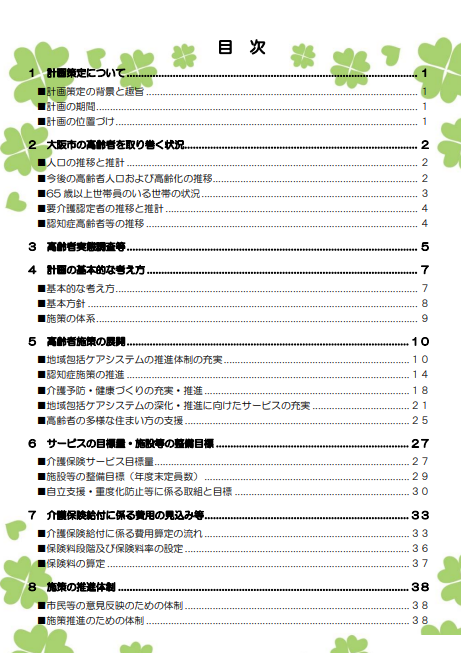 目 次
1 計画策定について 1
■計画策定の背景と趣旨 1
■計画の期間 1
■計画の位置づけ 1
2 大阪市の高齢者を取り巻く状況 2
■人口の推移と推計 2
■今後の高齢者人口および高齢化の推移 2
■65 歳以上世帯員のいる世帯の状況 3
■要介護認定者の推移と推計 4
■認知症高齢者等の推移 4
3 高齢者実態調査等 5
4 計画の基本的な考え方 7
■基本的な考え方 7
■基本方針 8
■施策の体系 9
5 高齢者施策の展開 10
■地域包括ケアシステムの推進体制の充実 10
■認知症施策の推進 14
■介護予防・健康づくりの充実・推進 18
■地域包括ケアシステムの深化・推進に向けたサービスの充実 21
■高齢者の多様な住まい方の支援 25
6 サービスの目標量・施設等の整備目標 27
■介護保険サービス目標量 27
■施設等の整備目標（年度末定員数） 29
■自立支援・重度化防止等に係る取組と目標 30
7 介護保険給付に係る費用の見込み等 33
■介護保険給付に係る費用算定の流れ 33
■保険料段階及び保険料率の設定 36
■保険料の算定 37
8 施策の推進体制 38
■市民等の意見反映のための体制 38
■施策推進のための体制 38